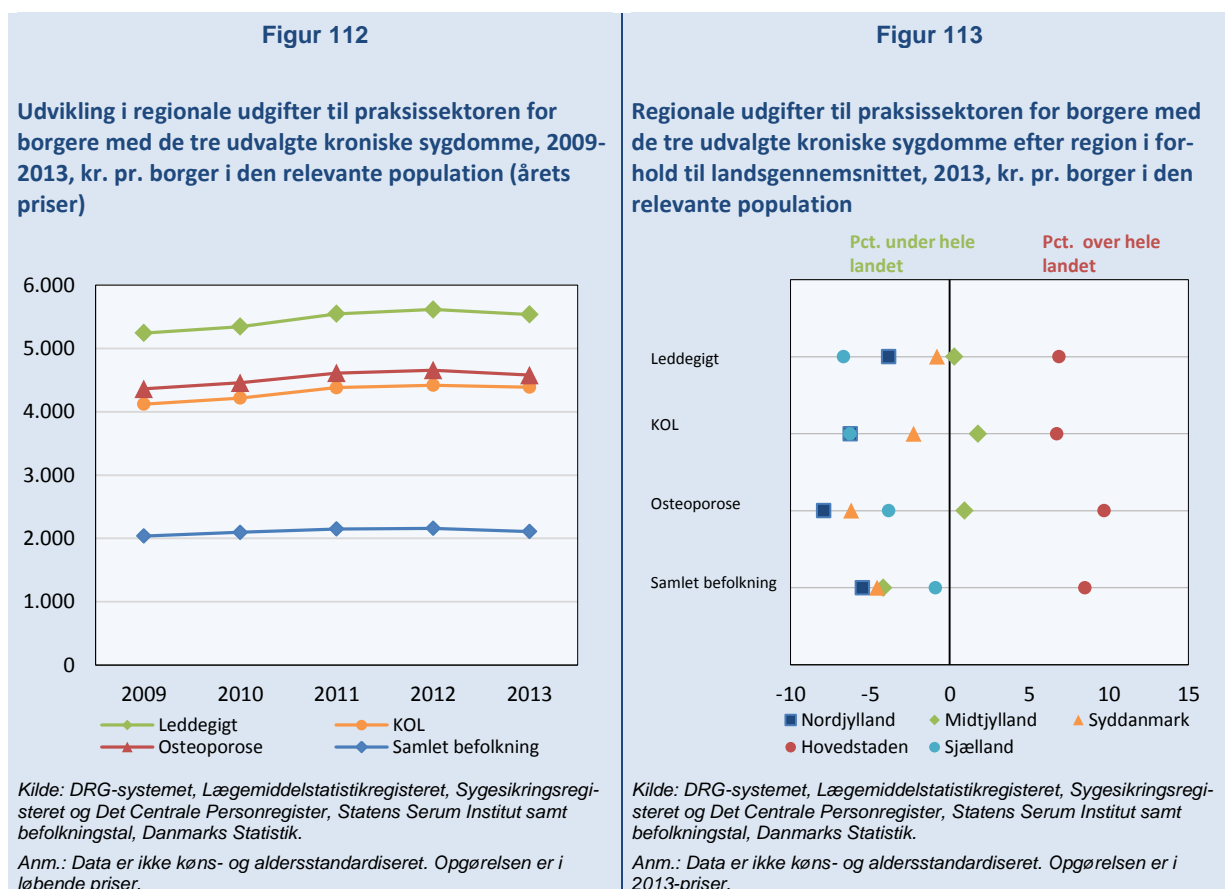 Figur 112
Udvikling i regionale udgifter til praksissektoren for
borgere med de tre udvalgte kroniske sygdomme, 2009-
2013, kr. pr. borger i den relevante population (årets
priser)
6.000
5.000
4.000
3.000
2.000
1.000
0
2009 2010 2011 2012 2013
Leddegigt KOL
Osteoporose Samlet befolkning
Kilde: DRG-systemet, Lægemiddelstatistikregisteret, Sygesikringsregi-
steret og Det Centrale Personregister, Statens Serum Institut samt
befolkningstal, Danmarks Statistik.
Anm.: Data er ikke køns- og aldersstandardiseret. Opgørelsen er i
løbende priser.
Figur 113
Regionale udgifter til praksissektoren for borgere med
de tre udvalgte kroniske sygdomme efter region i for-
hold til landsgennemsnittet, 2013, kr. pr. borger i den
relevante population
Pct. under hele
landet
Pct. over hele
landet
Leddegigt
KOL
Osteoporose
Samlet befolkning
-10 -5 0 5 10 15
Nordjylland Midtjylland Syddanmark
Hovedstaden Sjælland
Kilde: DRG-systemet, Lægemiddelstatistikregisteret, Sygesikringsregi-
steret og Det Centrale Personregister, Statens Serum Institut samt
befolkningstal, Danmarks Statistik.
Anm.: Data er ikke køns- og aldersstandardiseret. Opgørelsen er i
2013-priser.